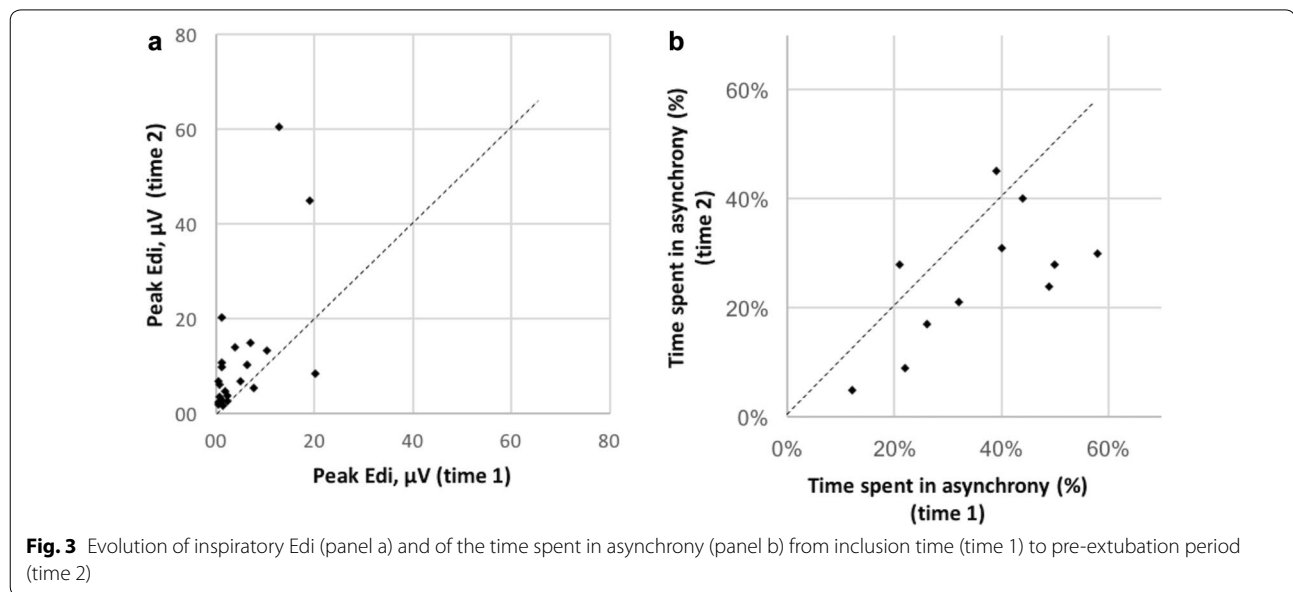 a
80
60
40
20
00
Peak Edi, µV (time 2)
00
20
40
60
80
Peak Edi, µV (time 1)
b
60%
40%
20%
0%
Time spent in asynchrony (%)
(time 2)
0%
20%
40%
60%
Time spent in asynchrony (%)
(time 1)
Fig. 3 Evolution of inspiratory Edi (panel a) and of the time spent in asynchrony (panel b) from inclusion time (time 1) to pre-extubation period
(time 2)